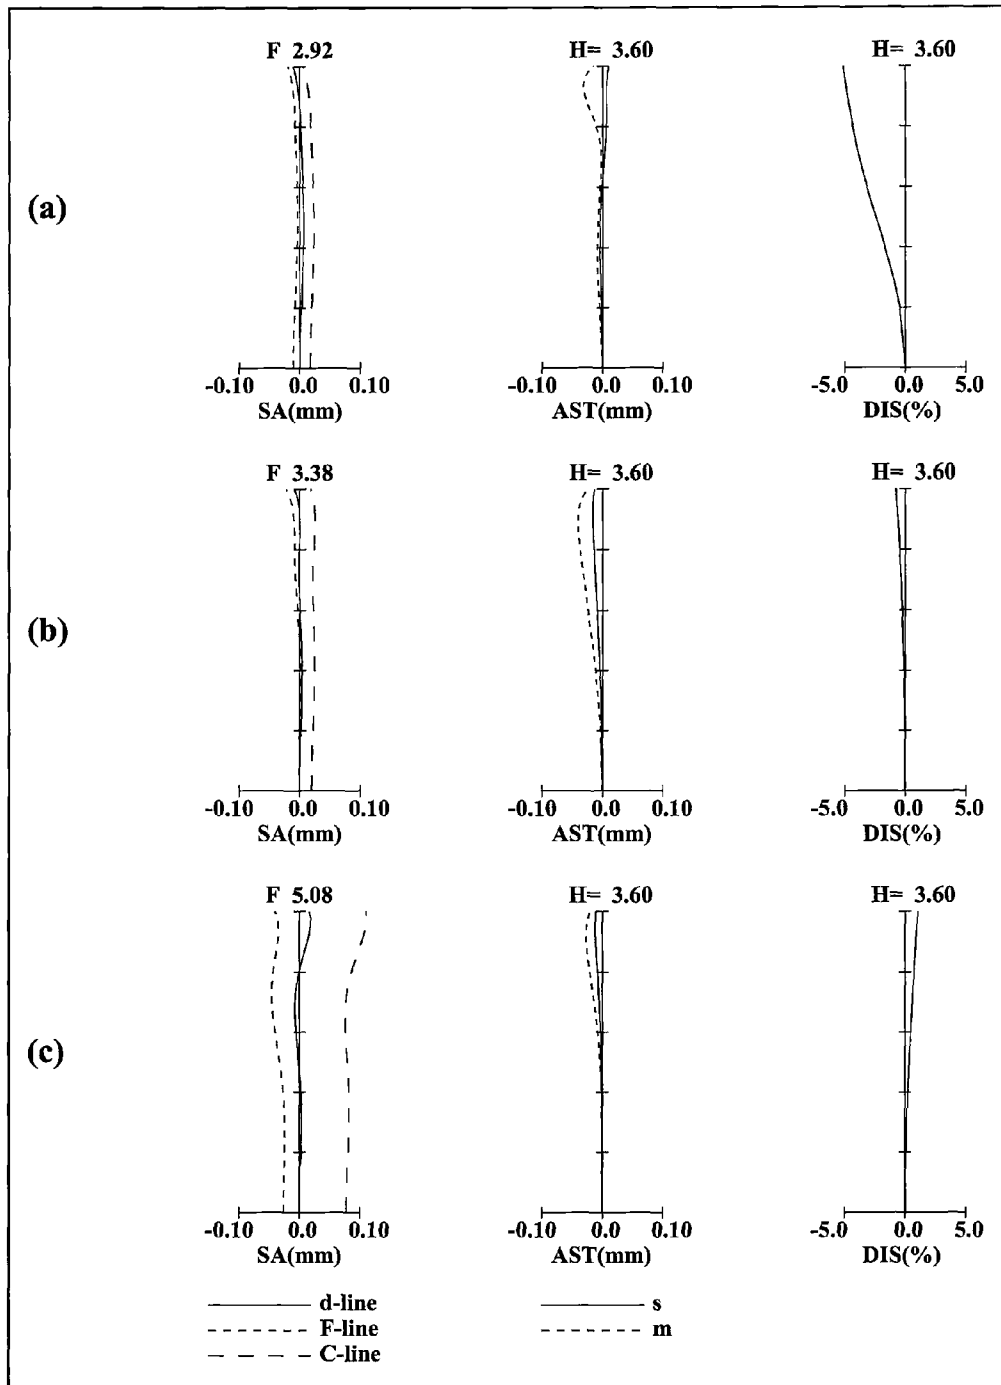 F 2.92 H= 3.60 H= 3.60
(a)
-0.10 0.0 0.10 -0.10 0.0 0.10 -5.0 0.0 5.0
SA(mm) AST(mm) DIS(%)
F 3.38 H= 3.60 H= 3.60
(b)
-0.10 0.0 0.10 -0.10 0.0 0.10 -5.0 0.0 5.0
SA(mm) AST(mm) DIS(%)
F 5.08 H= 3.60 H= 3.60
(c)
-0.10 0.0 0.10 -0.10 0.0 0.10 -5.0 0.0 5.0
SA(mm) AST(mm) DIS(%)
d-line s
F-line m
C-line